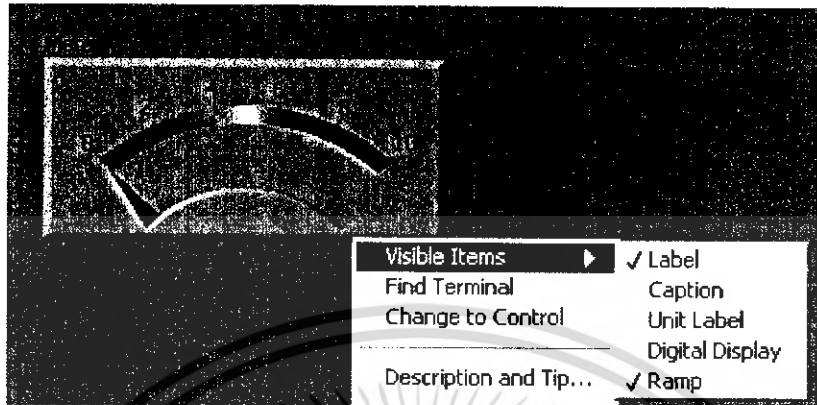 Visible Items
Find Terminal
Change to Control
Description and Tip...
✓ Label
Caption
Unit Label
Digital Display
✓ Ramp